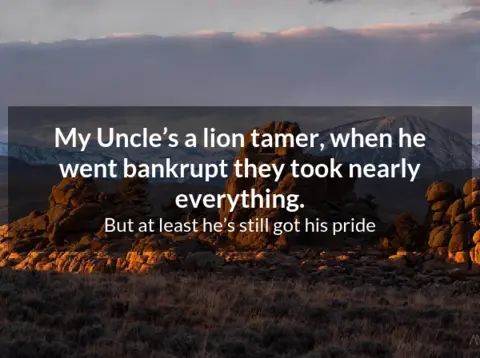 My Uncle’s a lion tamer, when he
went bankrupt they took nearly
everything.
But at least he’s still got his pride